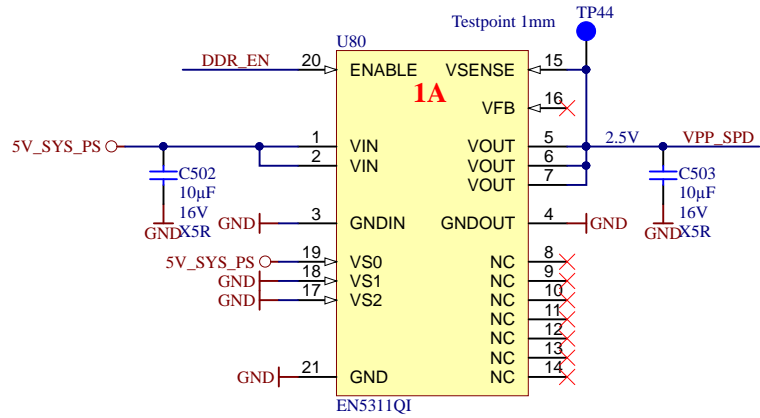 Testpoint 1mm
TP44
U80
DDR_EN
20
ENABLE
VSENSE
15
1A
VFB
16
5V_SYS_PS
1
VIN
VOUT
5
2.5V
VPP_SPD
2
VIN
VOUT
6
VOUT
7
C502
10µF
16V
X5R
GND
C503
10µF
16V
X5R
GND
GND
3
GNDIN
GNDOUT
4
GND
5V_SYS_PS
19
VS0
NC
8
GND
18
VS1
NC
9
GND
17
VS2
NC
10
NC
11
NC
12
NC
13
GND
21
GND
NC
14
EN5311QI